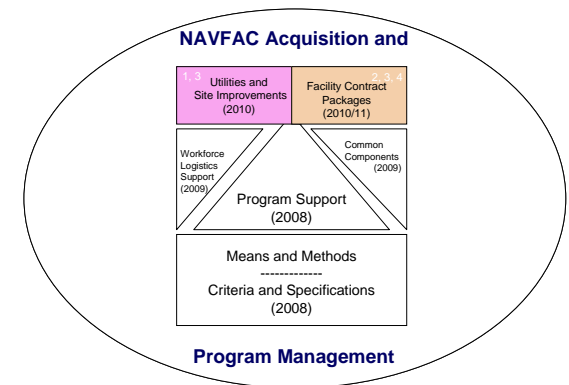 NAVFAC Acquisition and
1, 3
Utilities and
Site Improvements
(2010)
2, 3, 4
Facility Contract
Packages
(2010/11)
Workforce
Logistics
Support
(2009)
Common
Components
(2009)
Program Support
(2008)
Means and Methods
-------------
Criteria and Specifications
(2008)
Program Management